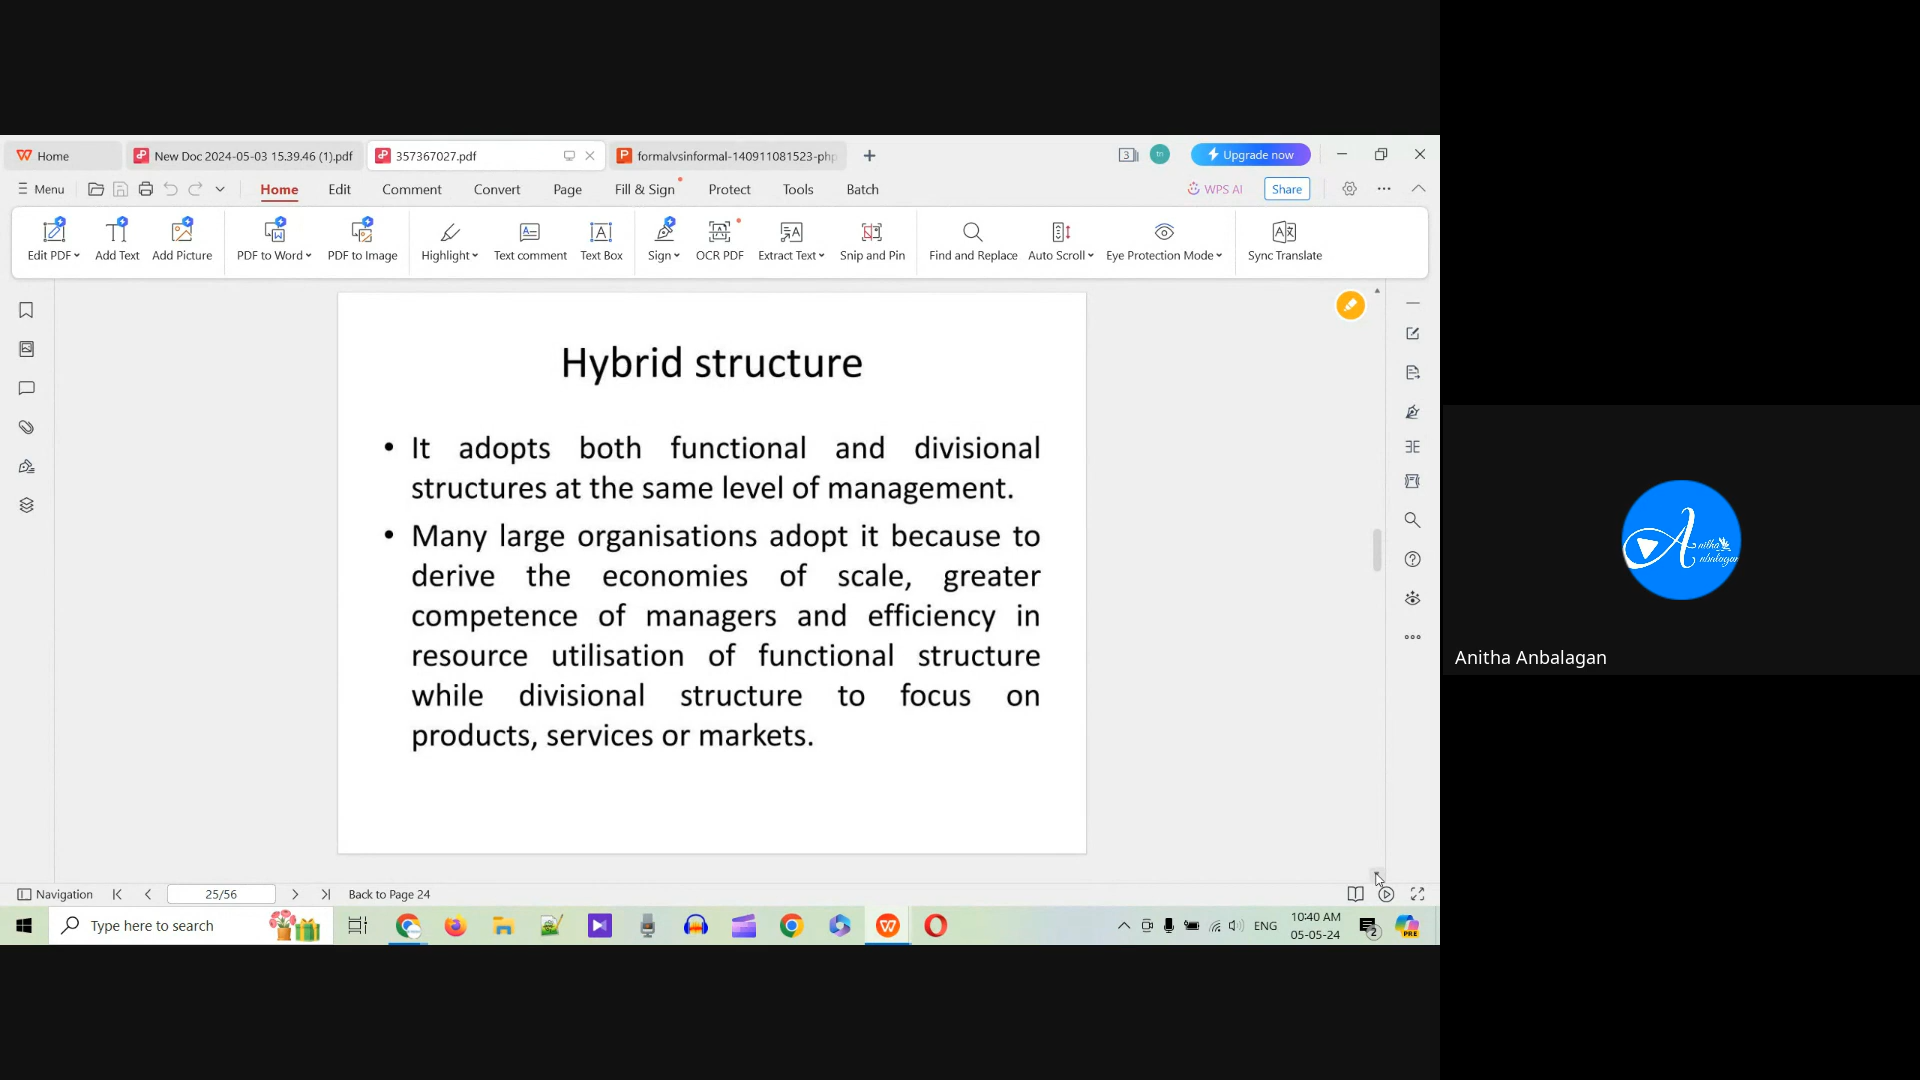 Home
New Doc 2024-05-03 15.39.46 (1).pdf
357367027.pdf
formalvsinformal-140911081523-php
3
Upgrade now
Menu
Home
Edit
Comment
Convert
Page
Fill & Sign
Protect
Tools
Batch
WPS AI
Share
Edit PDF
Add Text
Add Picture
PDF to Word
PDF to Image
Highlight
Text comment
Text Box
Sign
OCR PDF
Extract Text
Snip and Pin
Find and Replace
Auto Scroll
Eye Protection Mode
Sync Translate
Hybrid structure
• It adopts both functional and divisional
structures at the same level of management.
• Many large organisations adopt it because to
derive the economies of scale, greater
competence of managers and efficiency in
resource utilisation of functional structure
while divisional structure to focus on
products, services or markets.
Anitha Anbalagan
Navigation
25/56
Back to Page 24
Type here to search
ENG
10:40 AM
05-05-24
2
PRE